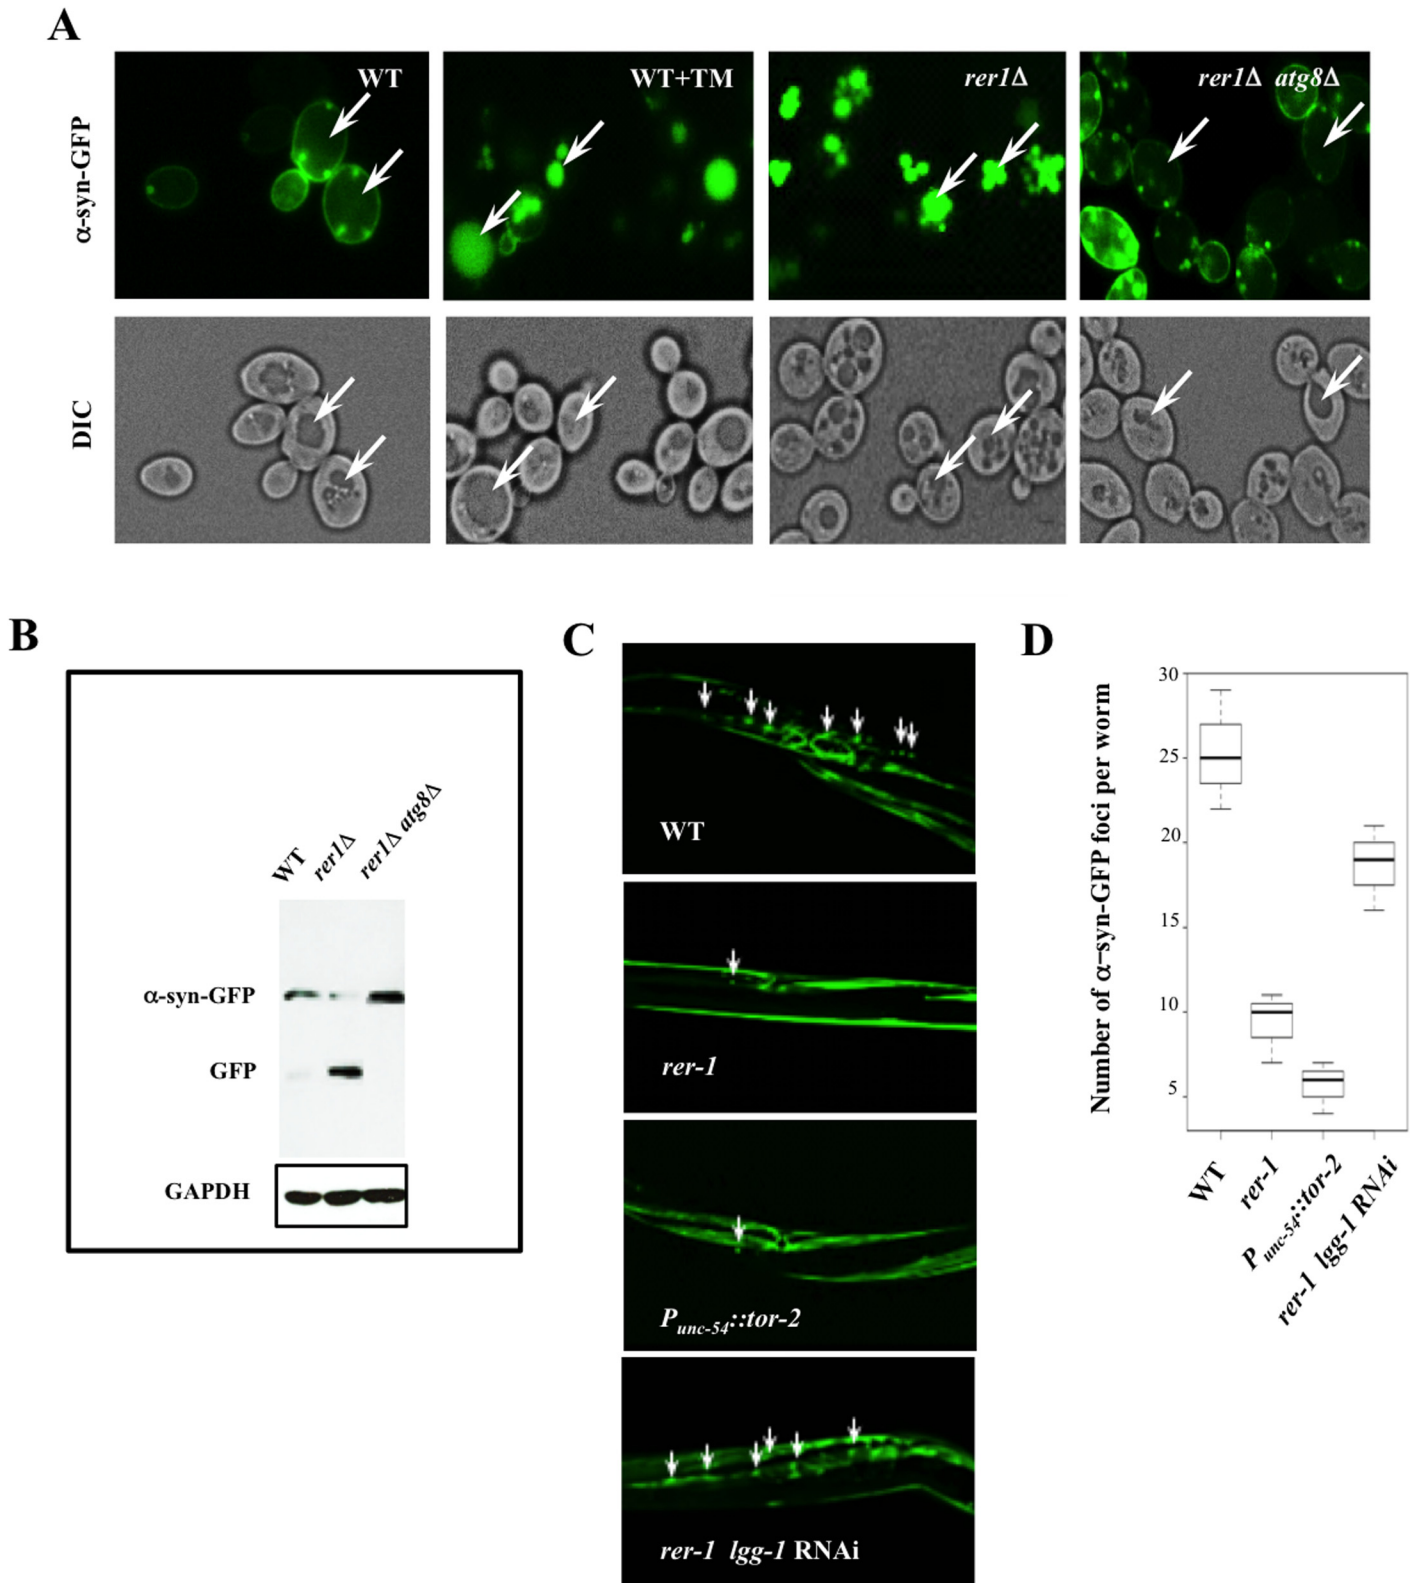 A
WT
WT+TM
rer1Δ
rer1Δ atg8Δ
α-syn-GFP
DIC
B
WT
rer1Δ
rer1Δ atg8Δ
α-syn-GFP
GFP
GAPDH
C
WT
rer-1
Punc-54::tor-2
rer-1 lgg-1 RNAi
D
Number of α-syn-GFP foci per worm
30
25
20
15
10
5
WT
rer-1
P unc-54::tor-2
rer-1 lgg-1 RNAi